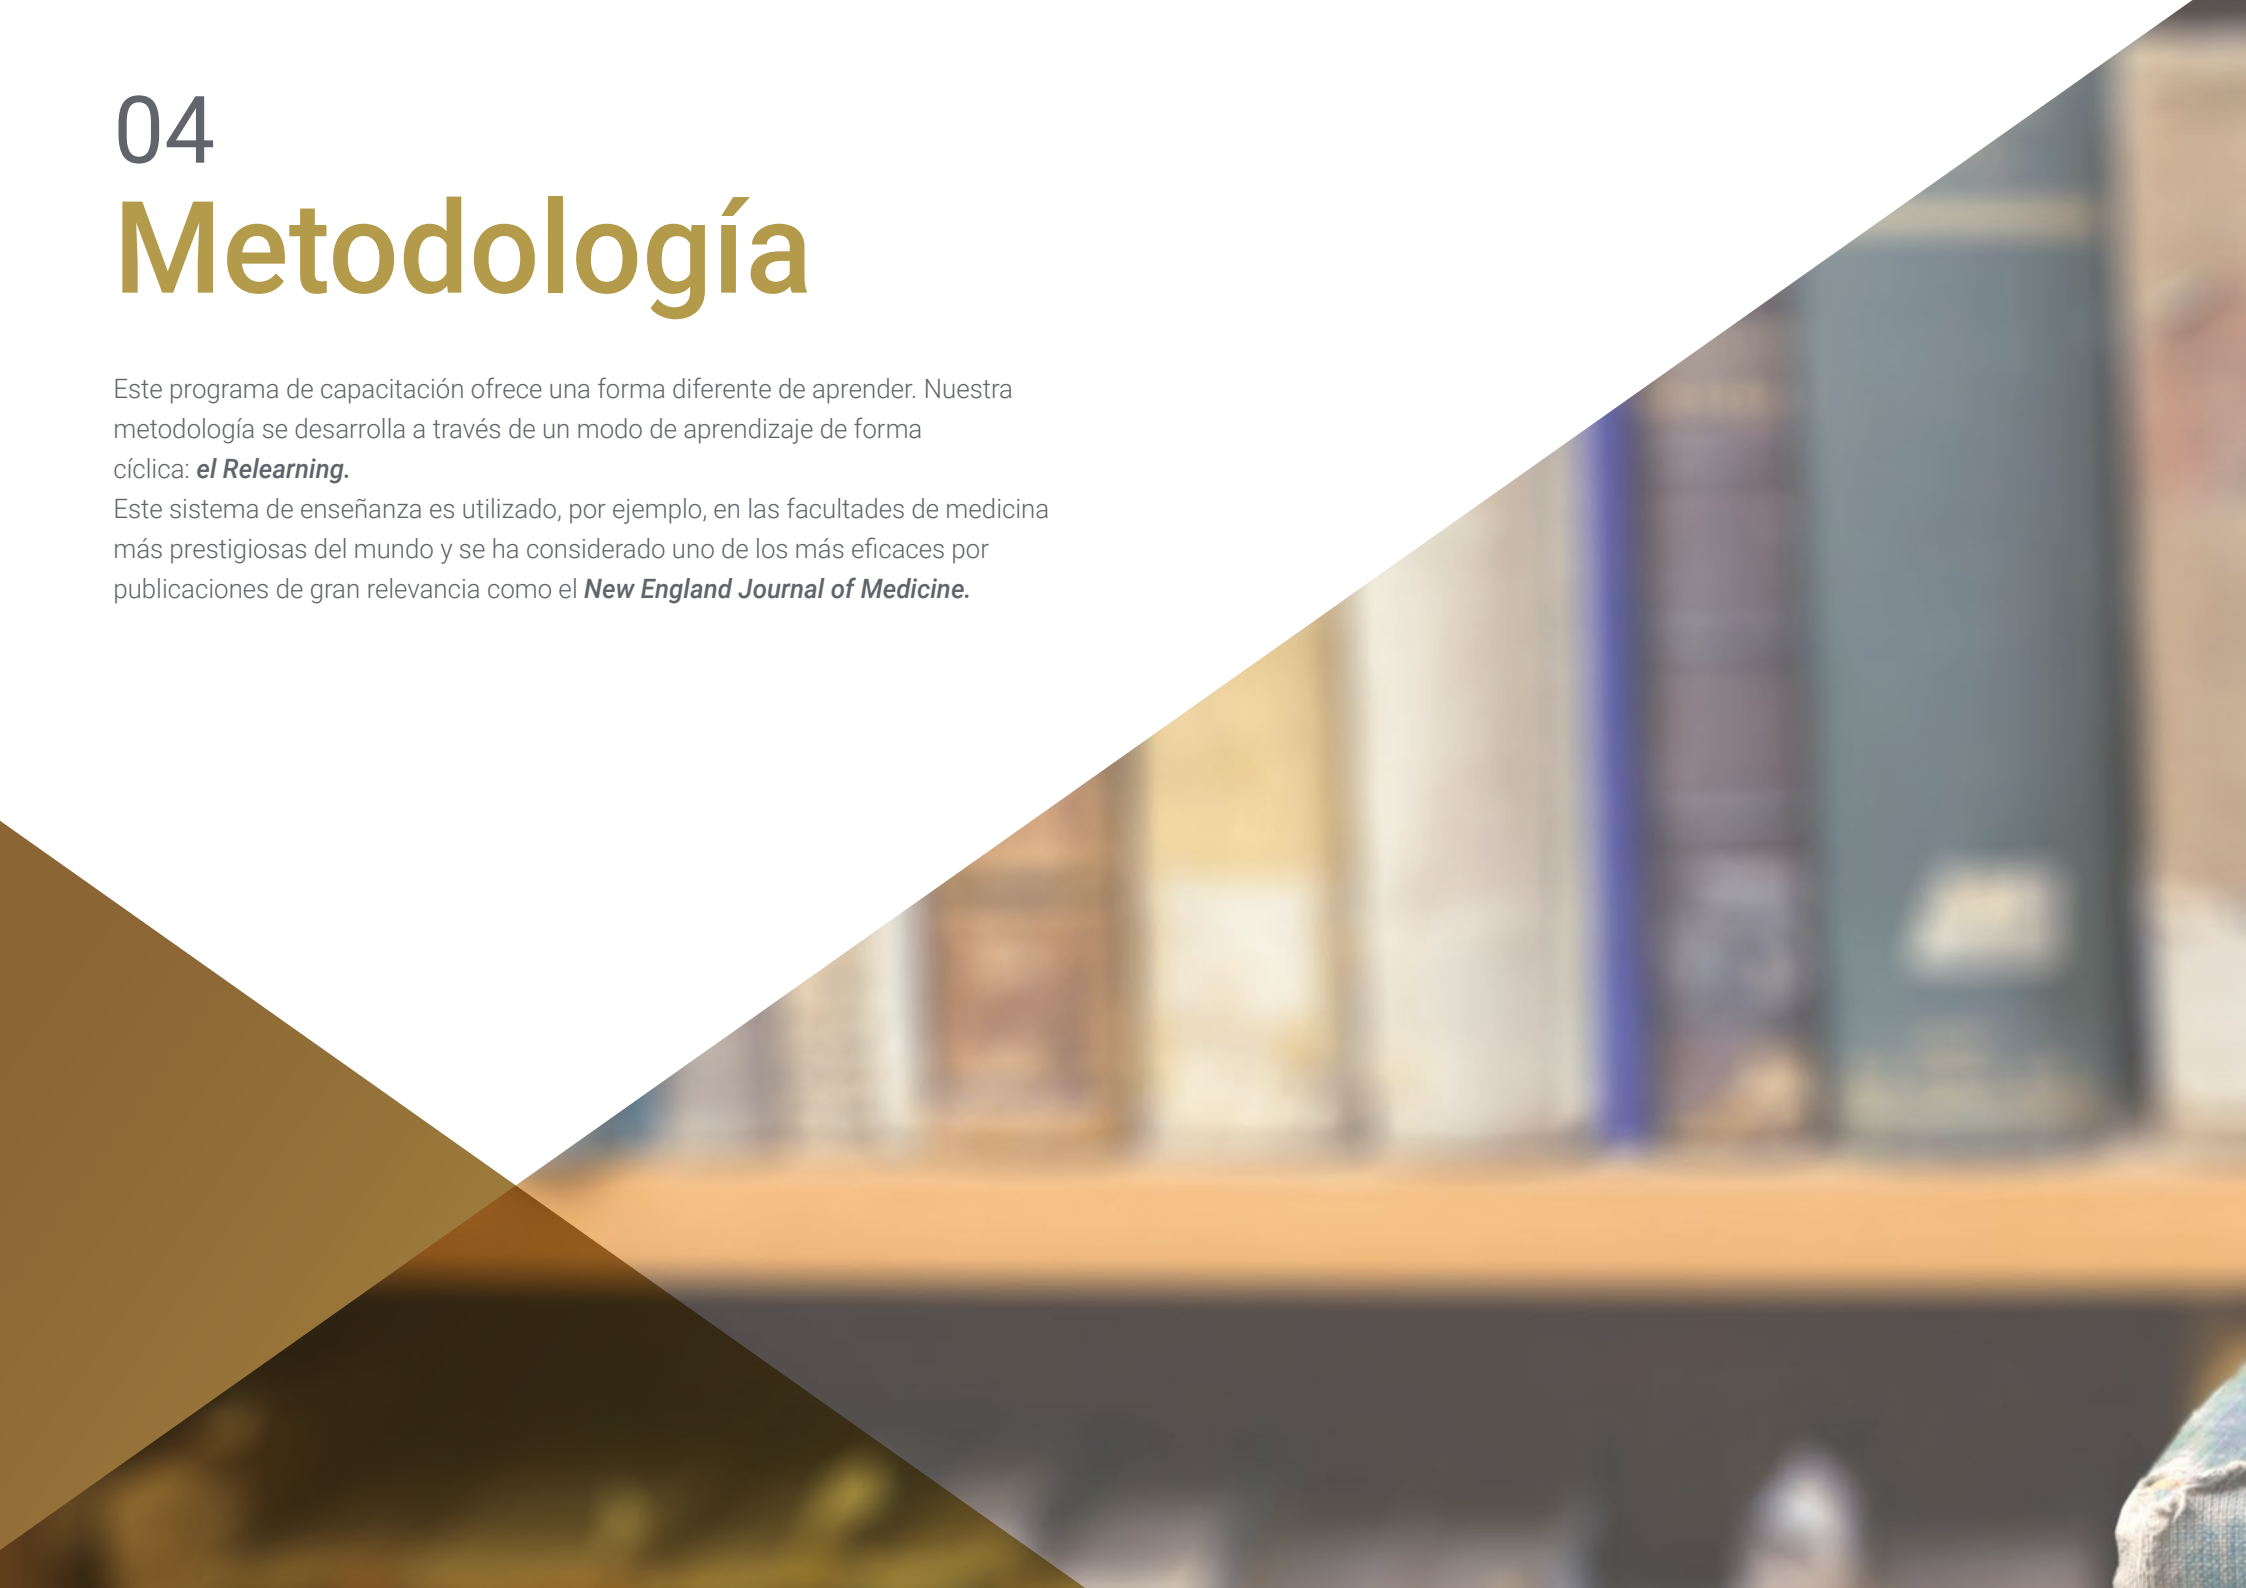 04
Metodología
Este programa de capacitación ofrece una forma diferente de aprender. Nuestra
metodología se desarrolla a través de un modo de aprendizaje de forma
cíclica: el Relearning.
Este sistema de enseñanza es utilizado, por ejemplo, en las facultades de medicina
más prestigiosas del mundo y se ha considerado uno de los más eficaces por
publicaciones de gran relevancia como el New England Journal of Medicine.